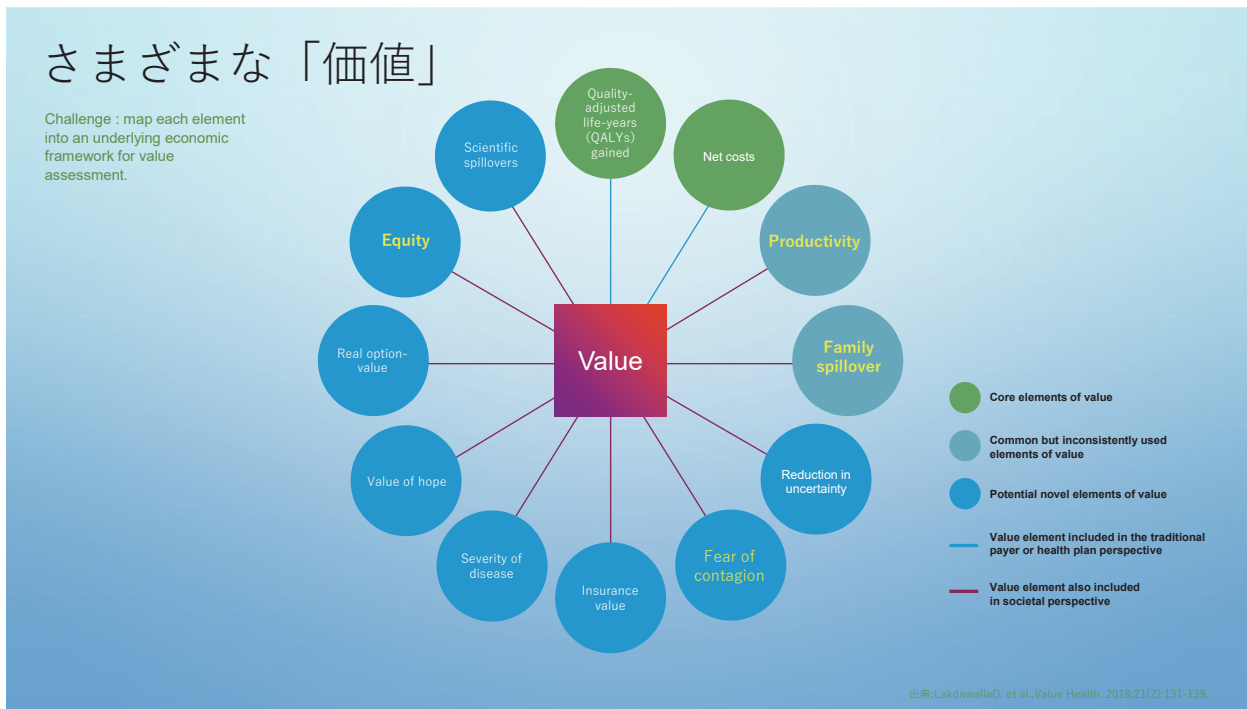 さまざまな「価値」
Challenge : map each element
into an underlying economic
framework for value
assessment.
Quality-
adjusted
life-years
(QALYs)
gained
Net costs
Productivity
Family
spillover
Reduction in
uncertainty
Fear of
contagion
Insurance
value
Severity of
disease
Value of hope
Real option-
value
Equity
Scientific
spillovers
Value
Core elements of value
Common but inconsistently used
elements of value
Potential novel elements of value
Value element included in the traditional
payer or health plan perspective
Value element also included
in societal perspective
出典:LakdawallaD. et al.,Value Health. 2018;21(2):131-139.